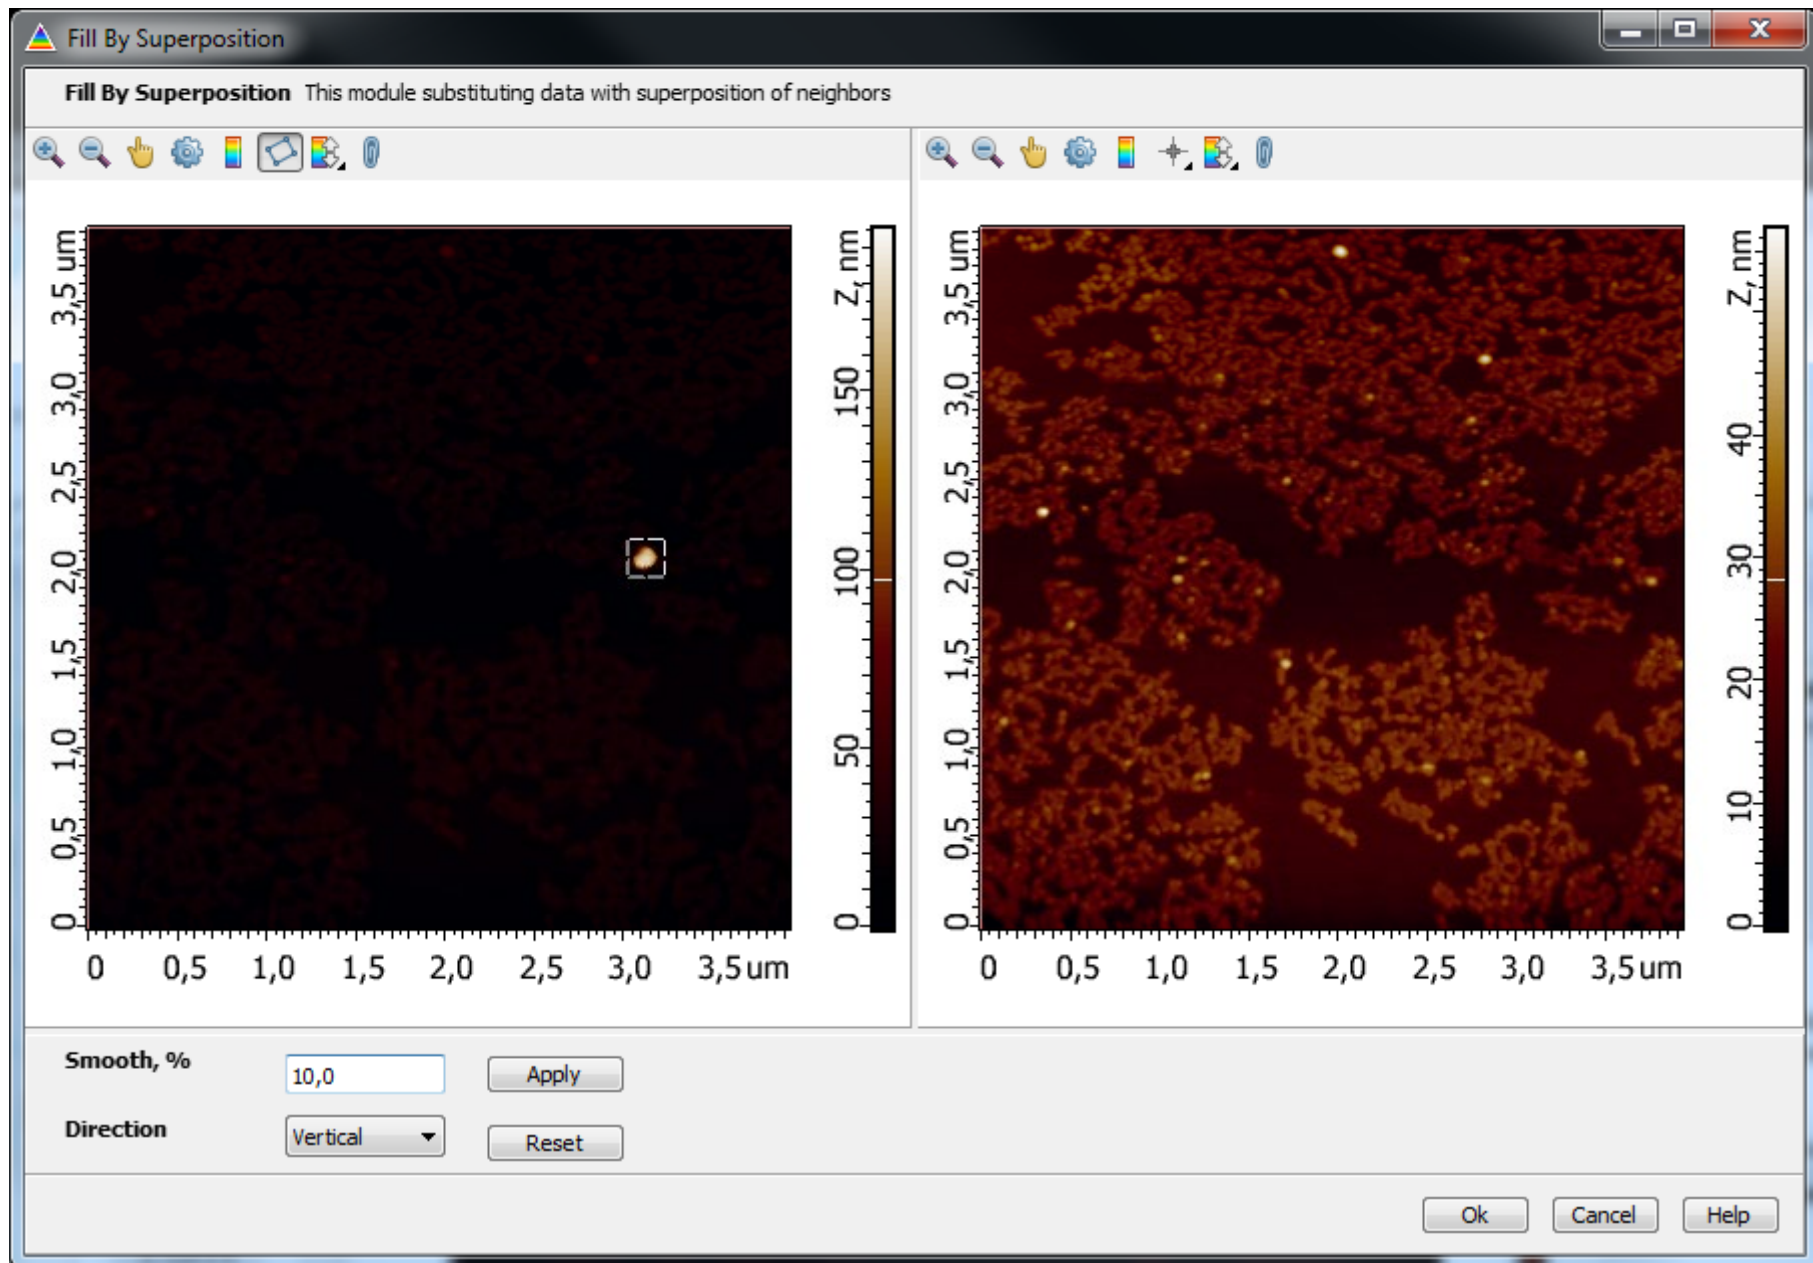 Fill By Superposition
Fill By Superposition This module substituting data with superposition of neighbors
um
3,5
3,0
2,5
2,0
1,5
1,0
0,5
0
0 0,5 1,0 1,5 2,0 2,5 3,0 3,5 um
Z, nm
150
100
50
0
um
3,5
3,0
2,5
2,0
1,5
1,0
0,5
0
0 0,5 1,0 1,5 2,0 2,5 3,0 3,5 um
Z, nm
40
30
20
10
0
Smooth, % 10,0 Apply
Direction Vertical Reset
Ok Cancel Help